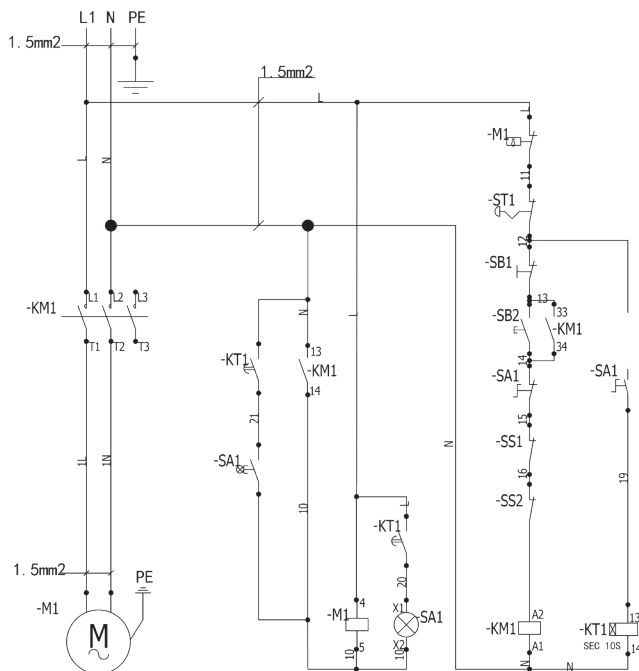 L1 N PE
1.5mm2
1.5mm2
L
L
-M1
L
N
11
-ST1
12
-SB1
L1 L2 L3
13
-KM1
N
-SB2
33
-KM1
L
T1 T2 T3
13
34
-KT1
-KM1
14
14
-SA1
-SA1
21
15
N
-SS1
-SA1
1L
1N
16
19
10
-SS2
L
-KT1
1.5mm2
PE
20
-M1
4
X1
-SA1
M
-M1
A2
13
-KM1
-KT1
5
X2
A1
SEC 10S
14
10
10
N
N